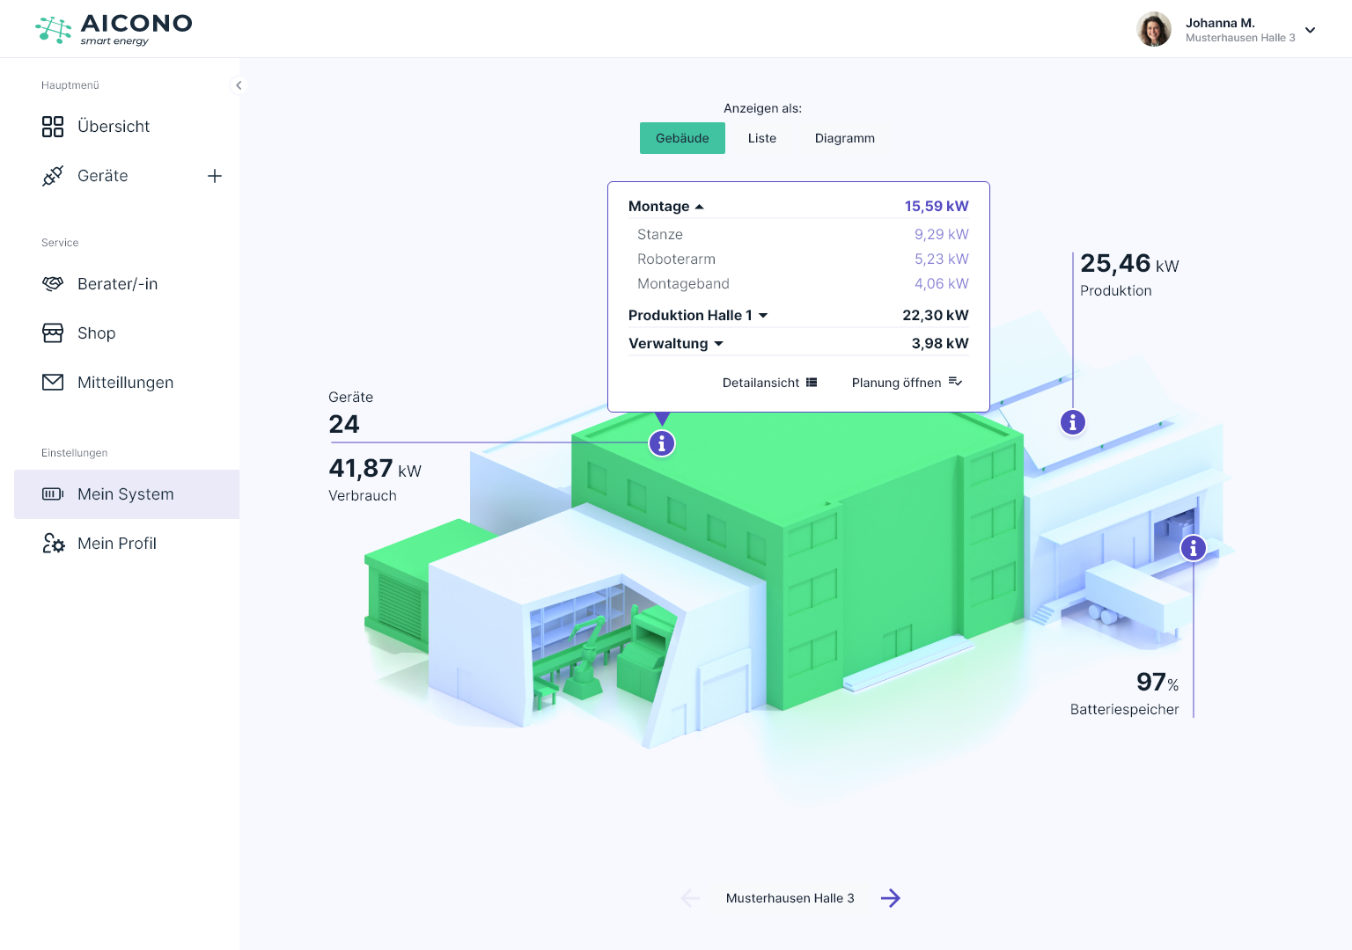 AICONO
smart energy
Johanna M.
Musterhausen Halle 3
Hauptmenü
Übersicht
Geräte
Service
Berater/-in
Shop
Mitteillungen
Einstellungen
Mein System
Mein Profil
Anzeigen als:
Gebäude Liste Diagramm
Montage 15,59 kW
Stanze 9,29 kW
Roboterarm 5,23 kW
Montageband 4,06 kW
Produktion Halle 1 22,30 kW
Verwaltung 3,98 kW
Detailansicht Planung öffnen
25,46 kW
Produktion
Geräte
24
41,87 kW
Verbrauch
97%
Batteriespeicher
Musterhausen Halle 3